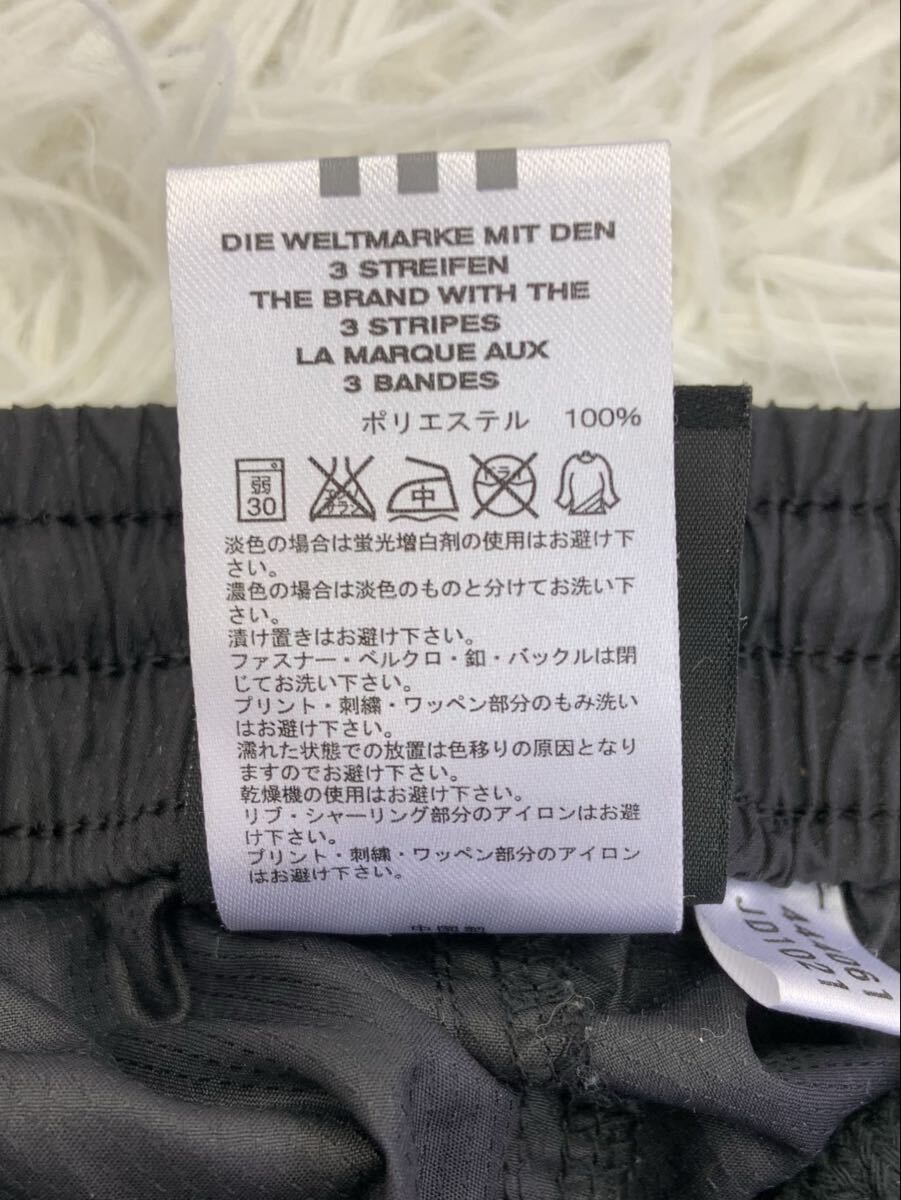 DIE WELTMARKE MIT DEN
3 STREIFEN
THE BRAND WITH THE
3 STRIPES
LA MARQUE AUX
3 BANDES
ポリエステル 100%
弱
30
エンソ
サラシ
中
ドライ
淡色の場合は蛍光増白剤の使用はお避け下
さい。
濃色の場合は淡色のものと分けてお洗い下
さい。
漬け置きはお避け下さい。
ファスナー・ベルクロ・釦・バックルは閉
じてお洗い下さい。
プリント・刺繍・ワッペン部分のもみ洗い
はお避け下さい。
濡れた状態での放置は色移りの原因となり
ますのでお避け下さい。
乾燥機の使用はお避け下さい。
リブ・シャーリング部分のアイロンはお避
け下さい。
プリント・刺繍・ワッペン部分のアイロン
はお避け下さい。
中国製
444061
JD1021